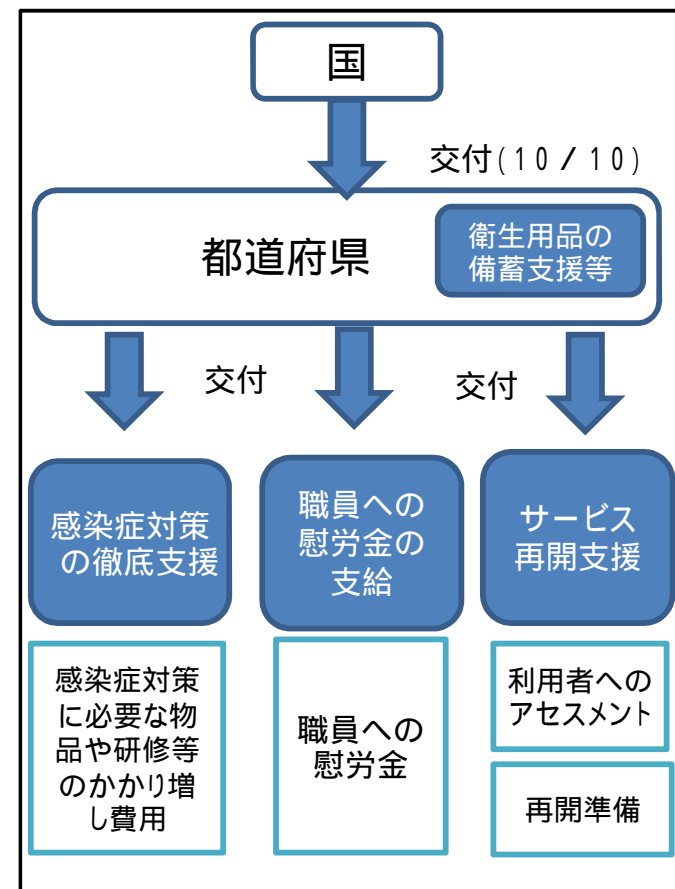 国
交付(10/10)
都道府県
衛生用品の
備蓄支援等
交付
交付
感染症対策
の徹底支援
職員への
慰労金の
支給
サービス
再開支援
感染症対策
に必要な物
品や研修等
のかかり増
し費用
職員への
慰労金
利用者への
アセスメント
再開準備